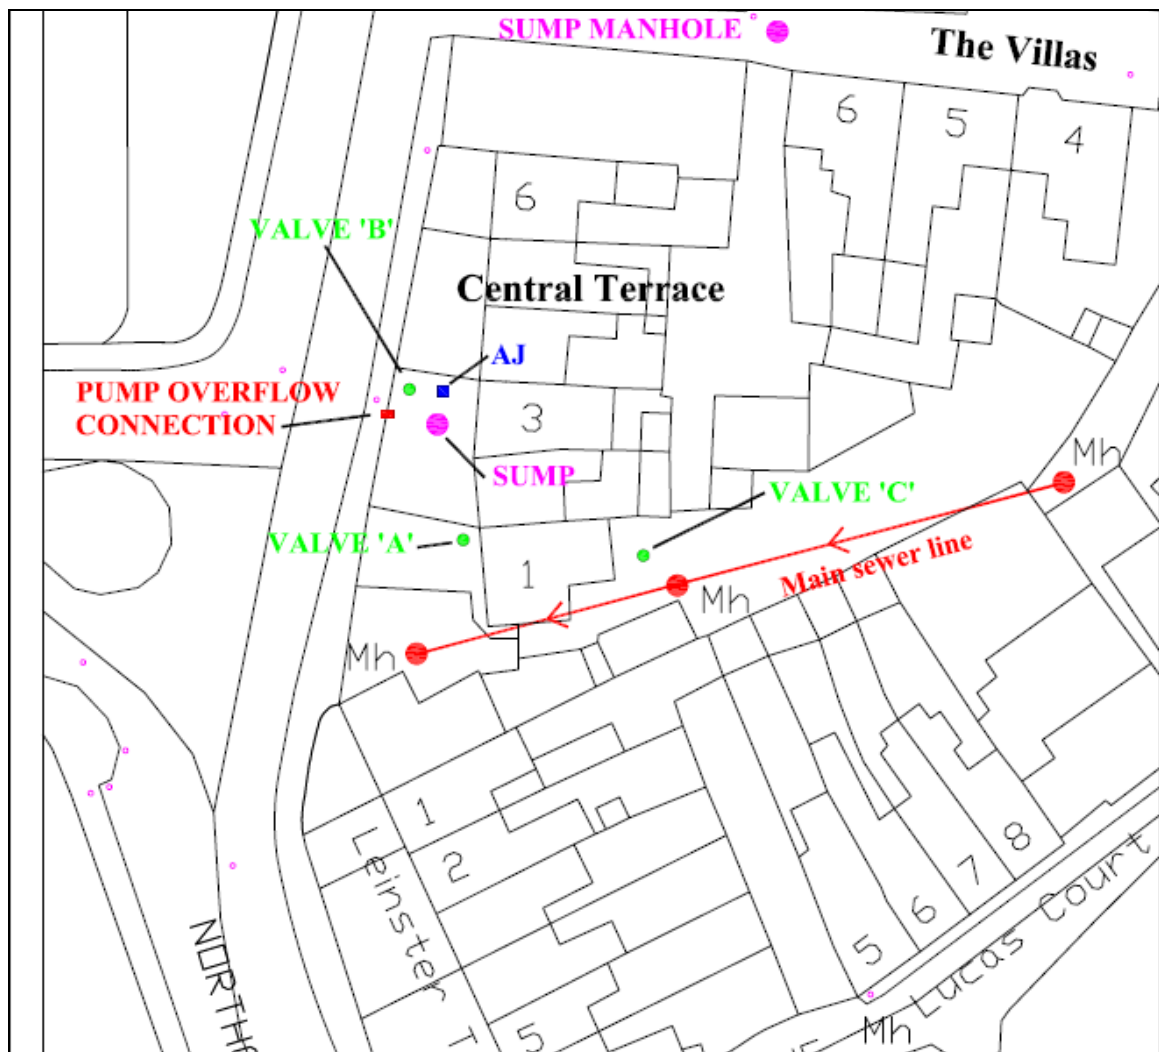 SUMP MANHOLE
The Villas
6
5
4
6
VALVE 'B'
Central Terrace
AJ
PUMP OVERFLOW
CONNECTION
3
SUMP
Mh
VALVE 'C'
VALVE 'A'
1
Main sewer line
Mh
Mh
1
2
Leinster T
5
5
6
7
8
Lucas Court
Mh